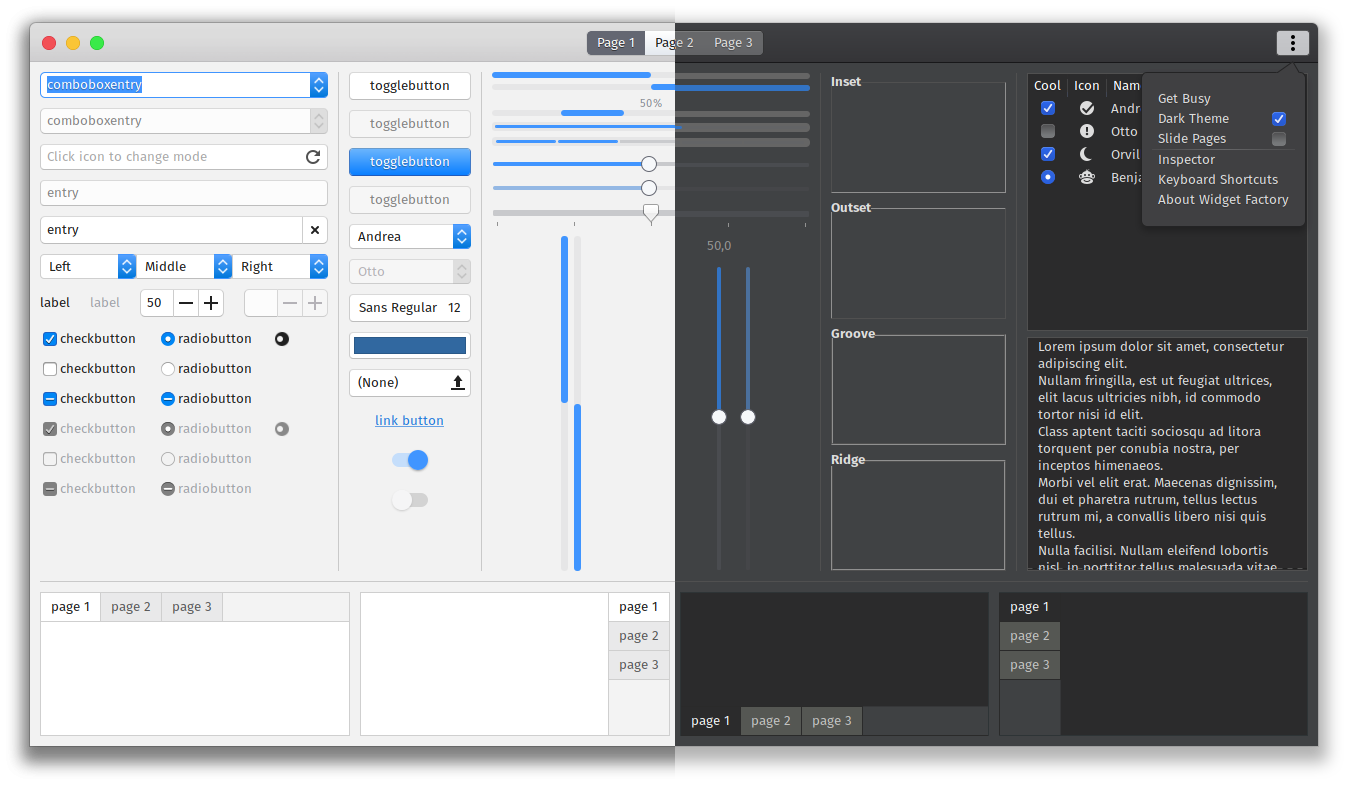 Page 1
Page 2
Page 3
comboboxentry
comboboxentry
Click icon to change mode
entry
entry
Left
Middle
Right
label
label
50
checkbutton
radiobutton
checkbutton
radiobutton
checkbutton
radiobutton
checkbutton
radiobutton
checkbutton
radiobutton
checkbutton
radiobutton
togglebutton
togglebutton
togglebutton
togglebutton
Andrea
Otto
Sans Regular 12
(None)
link button
50%
50,0
Inset
Outset
Groove
Ridge
Cool Icon Nam
Andr
Otto
Orvil
Benja
Get Busy
Dark Theme
Slide Pages
Inspector
Keyboard Shortcuts
About Widget Factory
Lorem ipsum dolor sit amet, consectetur
adipiscing elit.
Nullam fringilla, est ut feugiat ultrices,
elit lacus ultricies nibh, id commodo
tortor nisi id elit.
Class aptent taciti sociosqu ad litora
torquent per conubia nostra, per
inceptos himenaeos.
Morbi vel elit erat. Maecenas dignissim,
dui et pharetra rutrum, tellus lectus
rutrum mi, a convallis libero nisi quis
tellus.
Nulla facilisi. Nullam eleifend lobortis
nisl, in porttitor tellus malesuada vitae.
page 1
page 2
page 3
page 1
page 2
page 3
page 1
page 2
page 3
page 1
page 2
page 3